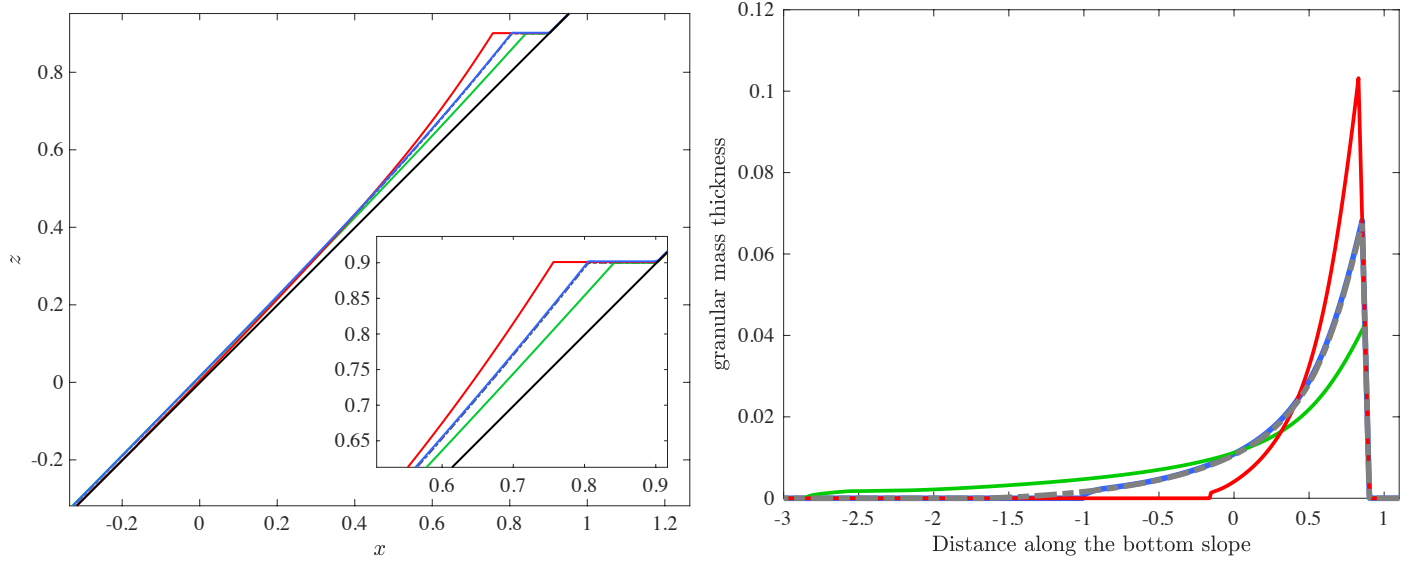 0.8
0.6
0.4
0.2
0
-0.2
z
-0.2 0 0.2 0.4 0.6 0.8 1 1.2
x
0.9
0.85
0.8
0.75
0.7
0.65
0.6 0.7 0.8 0.9
0.12
0.1
0.08
0.06
0.04
0.02
0
granular mass thickness
-3 -2.5 -2 -1.5 -1 -0.5 0 0.5 1
Distance along the bottom slope